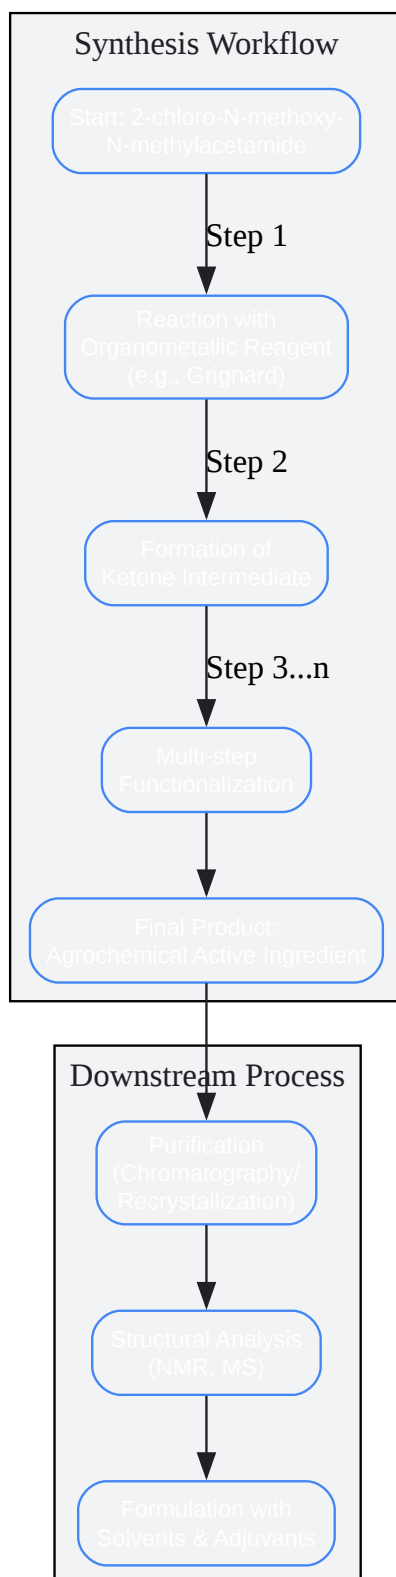 Synthesis Workflow
Start: 2-chloro-N-methoxy-
N-methylacetamide
Step 1
Reaction with
Organometallic Reagent
(e.g., Grignard)
Step 2
Formation of
Ketone Intermediate
Step 3...n
Multi-step
Functionalization
Final Product:
Agrochemical Active Ingredient
Downstream Process
Purification
(Chromatography/
Recrystallization)
Structural Analysis
(NMR, MS)
Formulation with
Solvents & Adjuvants